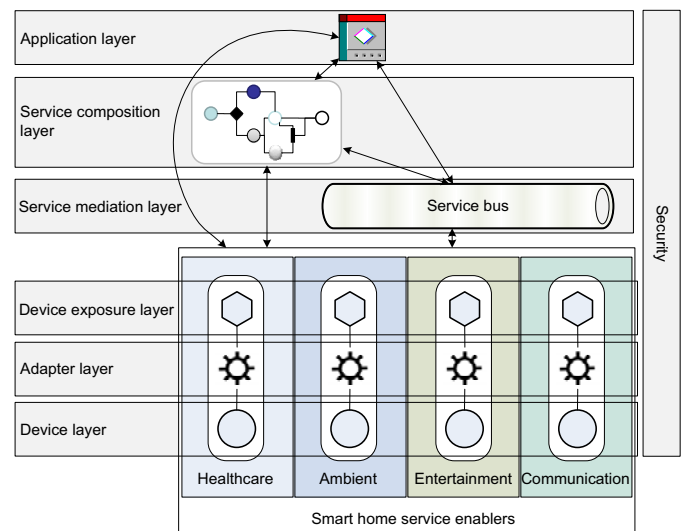 Application layer
Service composition
layer
Service mediation layer
Service bus
Security
Device exposure layer
Adapter layer
Device layer
Healthcare
Ambient
Entertainment
Communication
Smart home service enablers